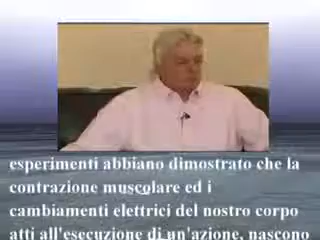 esperimenti abbiano dimostrato che la
contrazione muscolare ed i
cambiamenti elettrici del nostro corpo
atti all'esecuzione di un'azione, nascono